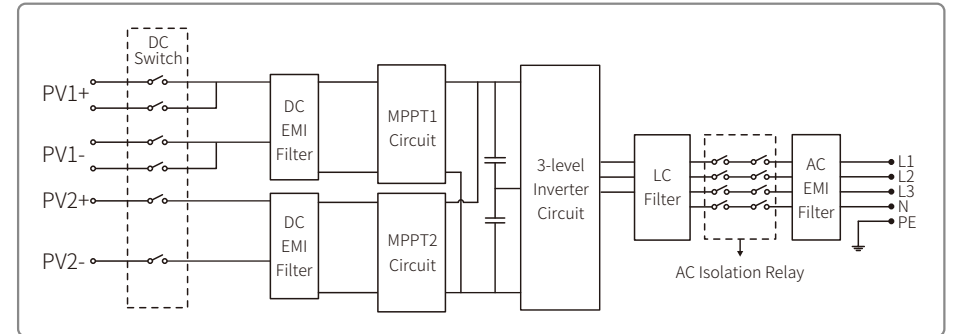 DC
Switch
PV1+
PV1-
PV2+
PV2-
DC
EMI
Filter
DC
EMI
Filter
MPPT1
Circuit
MPPT2
Circuit
3-level
Inverter
Circuit
LC
Filter
AC Isolation Relay
AC
EMI
Filter
L1
L2
L3
N
PE